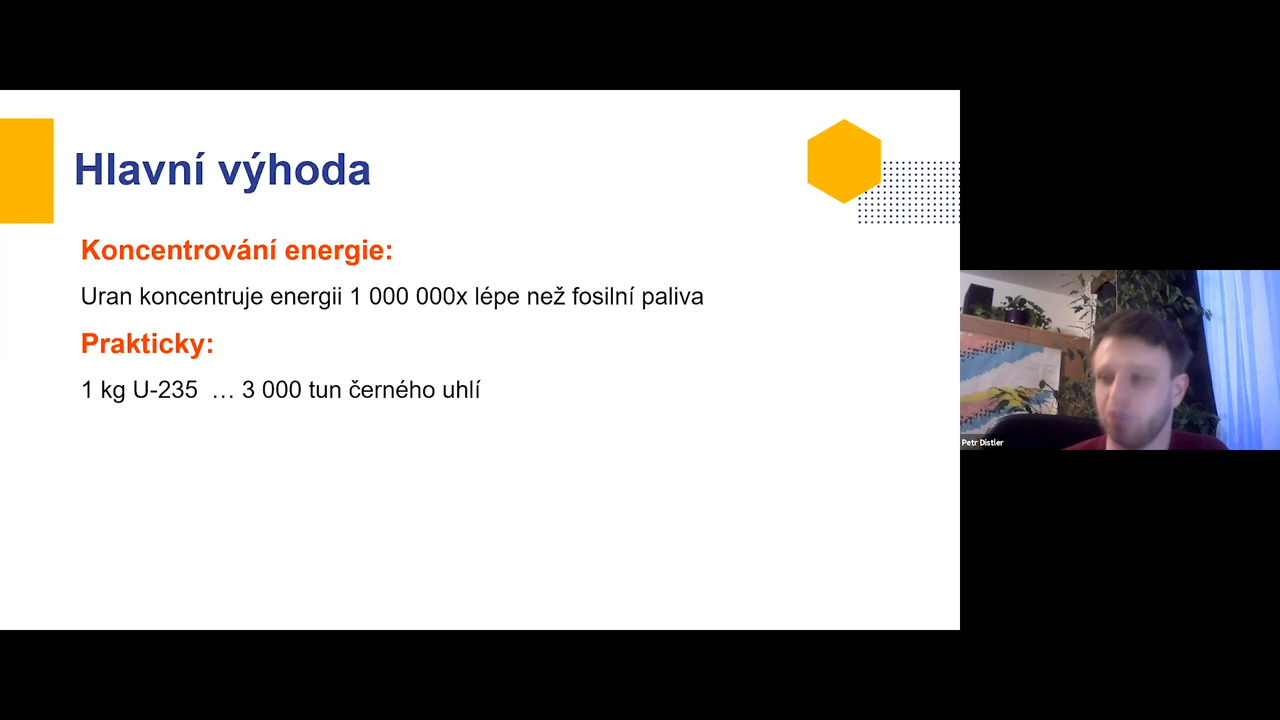 Hlavní výhoda
Koncentrování energie:
Uran koncentruje energii 1 000 000x lépe než fosilní paliva
Prakticky:
1 kg U-235 … 3 000 tun černého uhlí
Petr Distler